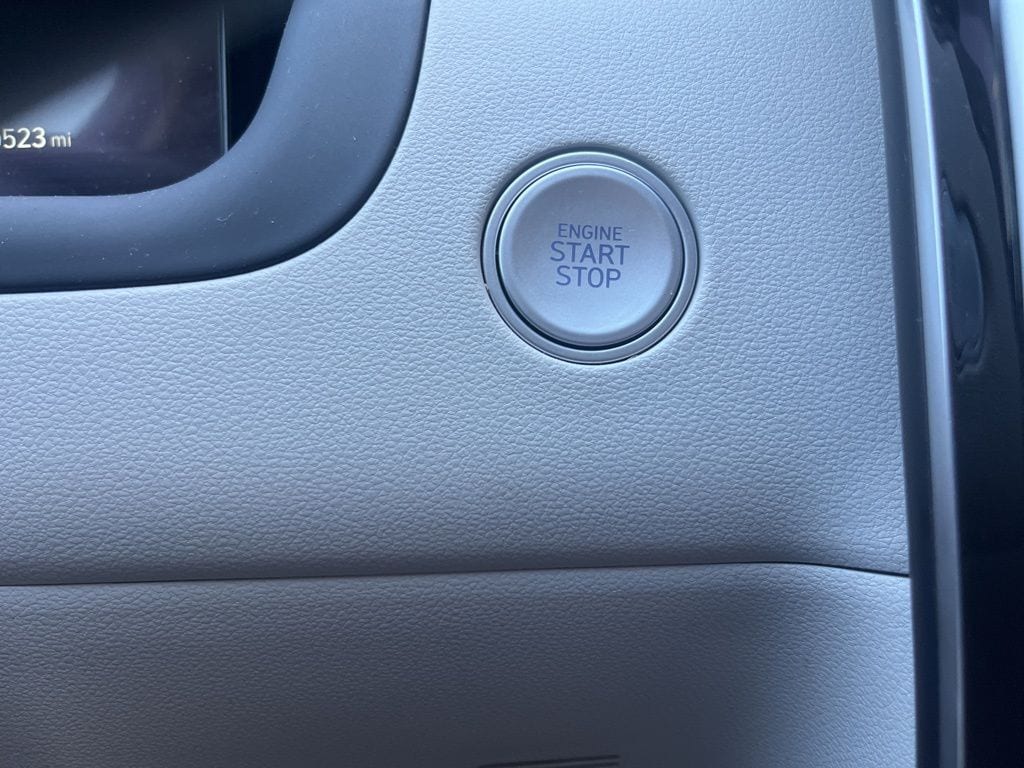 523 mi
ENGINE
START
STOP